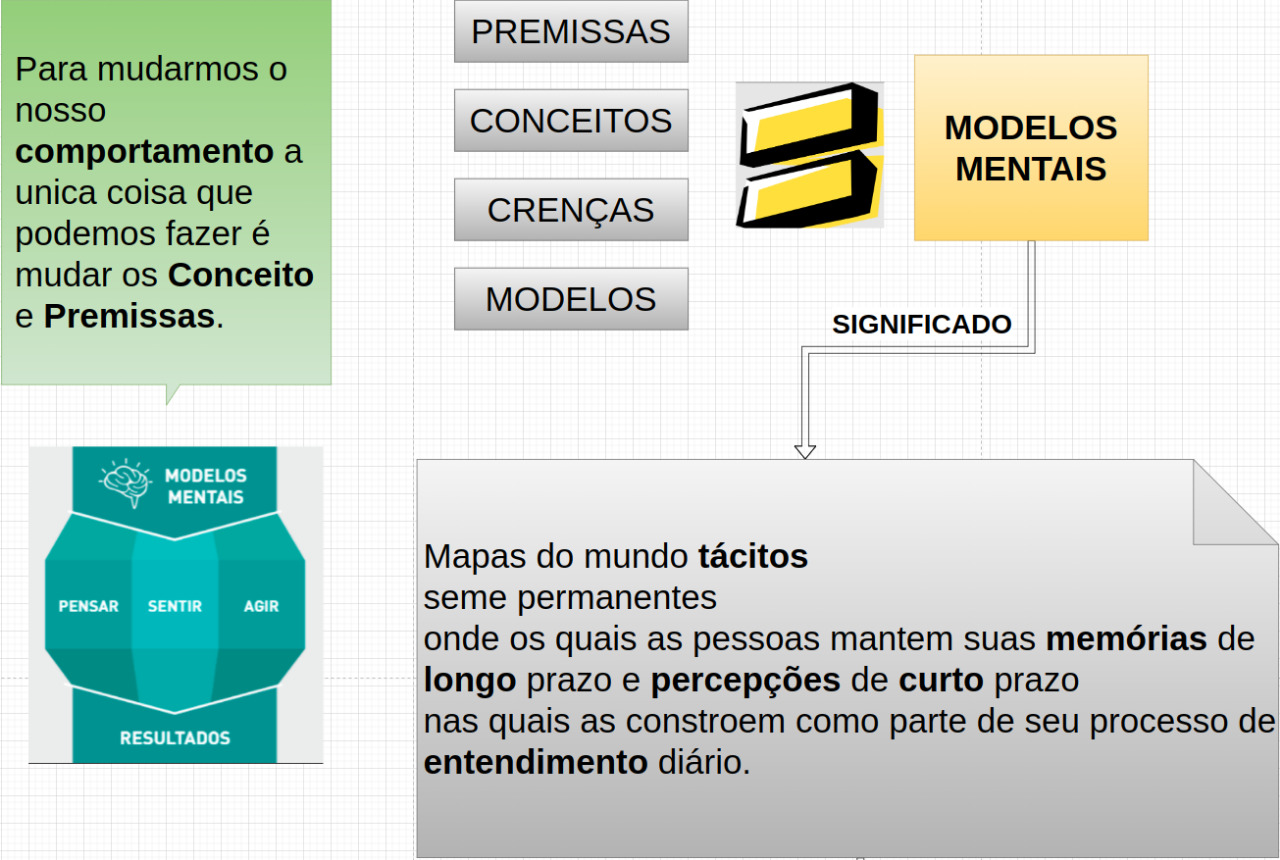 Para mudarmos o
nosso
comportamento a
unica coisa que
podemos fazer é
mudar os Conceito
e Premissas.
PREMISSAS
CONCEITOS
CRENÇAS
MODELOS
MODELOS
MENTAIS
SIGNIFICADO
MODELOS
MENTAIS
PENSAR SENTIR AGIR
RESULTADOS
Mapas do mundo tácitos
seme permanentes
onde os quais as pessoas mantem suas memórias de
longo prazo e percepções de curto prazo
nas quais as constroem como parte de seu processo de
entendimento diário.